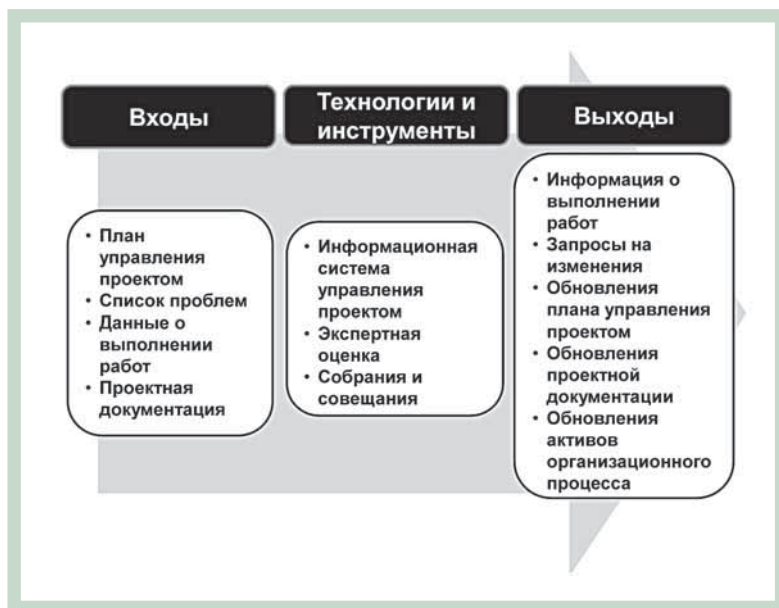 Входы
Технологии и
инструменты
Выходы
• План
управления
проектом
• Список проблем
• Данные о
выполнении
работ
• Проектная
документация
• Информационная
система
управления
проектом
• Экспертная
оценка
• Собрания и
совещания
• Информация о
выполнении
работ
• Запросы на
изменения
• Обновления
плана управления
проектом
• Обновления
проектной
документации
• Обновления
активов
организационного
процесса